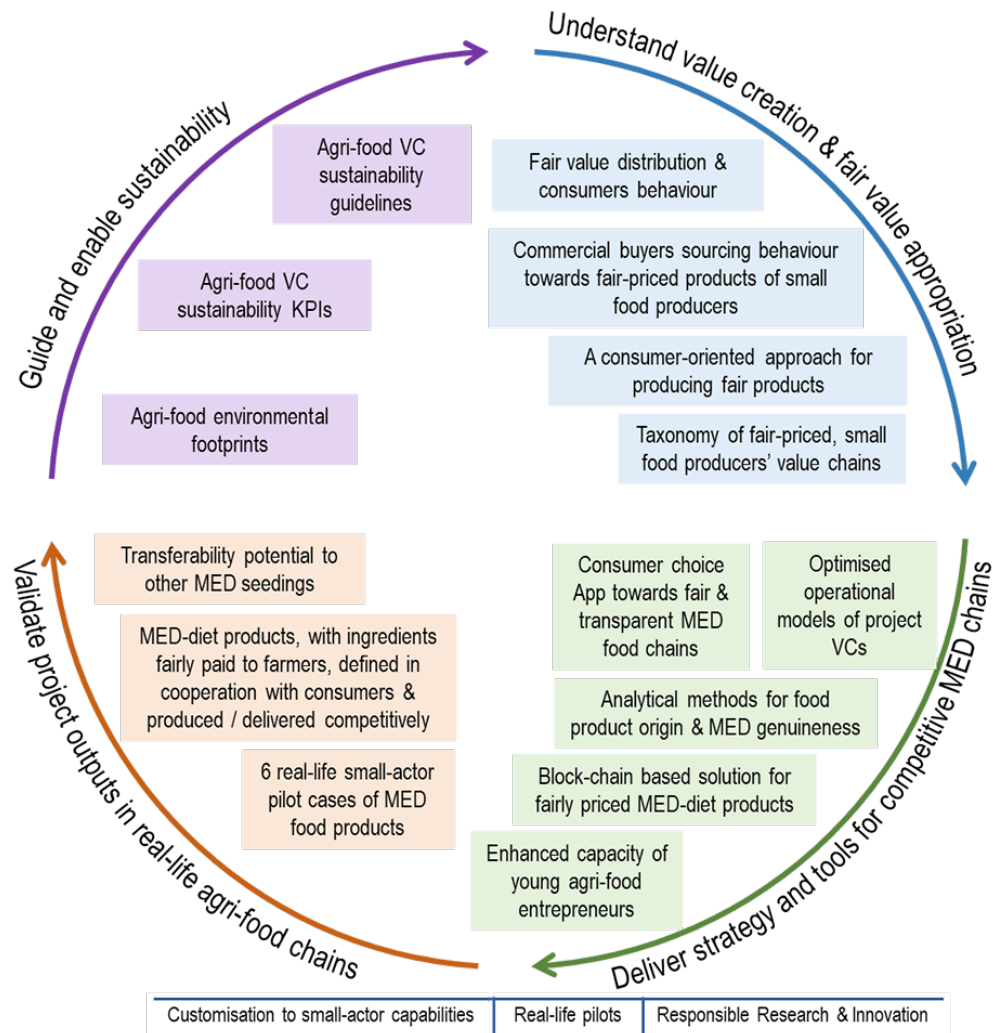 Guide and enable sustainability
Understand value creation & fair value appropriation
Agri-food VC
sustainability
guidelines
Agri-food VC
sustainability KPIs
Agri-food environmental
footprints
Fair value distribution &
consumers behaviour
Commercial buyers sourcing behaviour
towards fair-priced products of small
food producers
A consumer-oriented approach for
producing fair products
Taxonomy of fair-priced, small
food producers' value chains
Validate project outputs in real-life agri-food chains
Transferability potential to
other MED seedings
MED-diet products, with ingredients
fairly paid to farmers, defined in
cooperation with consumers &
produced / delivered competitively
6 real-life small-actor
pilot cases of MED
food products
Consumer choice
App towards fair &
transparent MED
food chains
Optimised
operational
models of project
VCs
Analytical methods for food
product origin & MED genuineness
Block-chain based solution for
fairly priced MED-diet products
Enhanced capacity of
young agri-food
entrepreneurs
Deliver strategy and tools for competitive MED chains
Customisation to small-actor capabilities
Real-life pilots
Responsible Research & Innovation